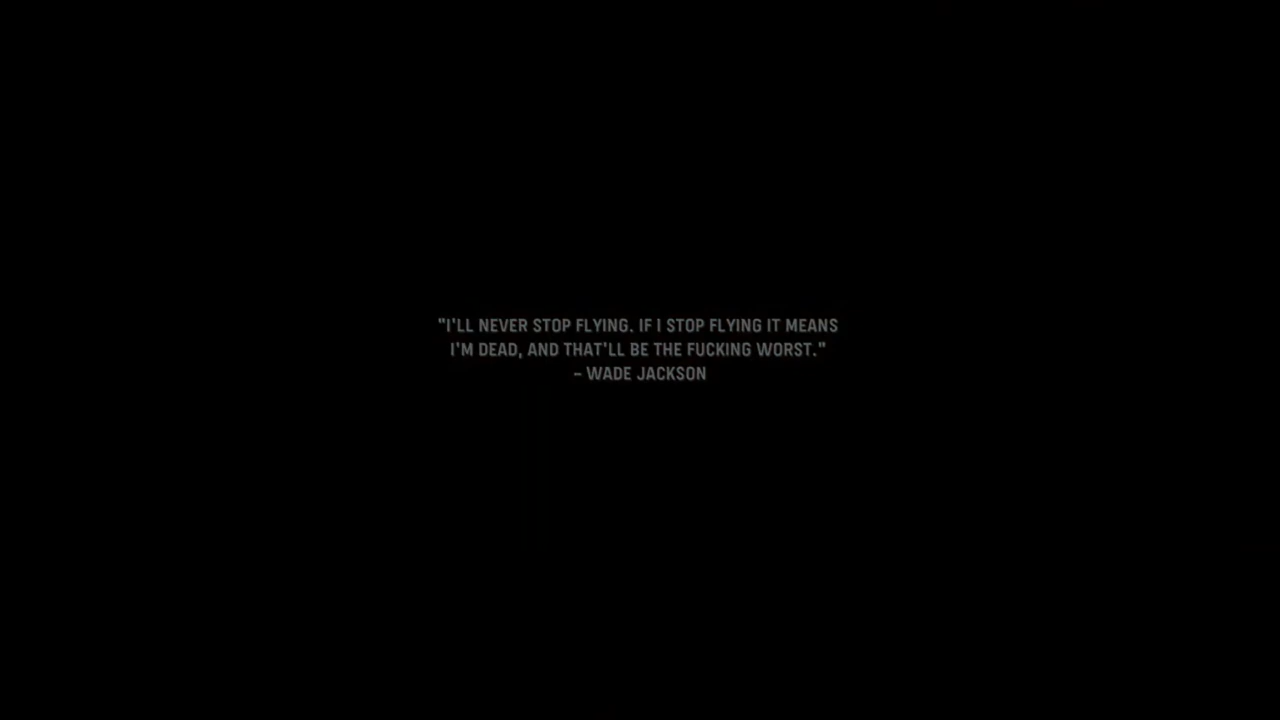 "I'LL NEVER STOP FLYING. IF I STOP FLYING IT MEANS
I'M DEAD, AND THAT'LL BE THE FUCKING WORST."
- WADE JACKSON